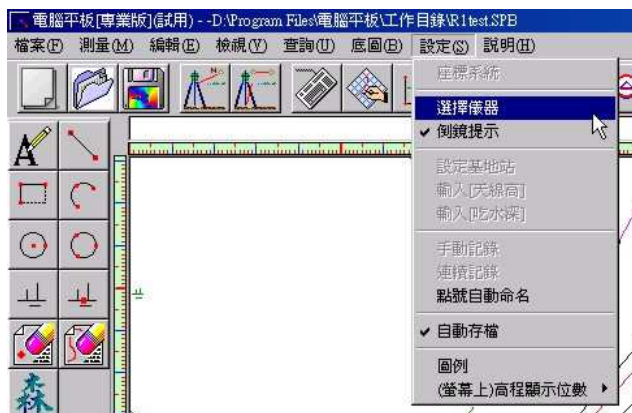 電腦平板[專業版](試用) - -D:\Program Files\電腦平板\工作目錄\R1test.SPB
檔案(F) 測量(M) 編輯(E) 檢視(V) 查詢(U) 底圖(B) 設定(S) 說明(H)
座標系統
選擇儀器
倒鏡提示
設定基地站
輸入[天線高]
輸入[吃水深]
手動記錄
連續記錄
點號自動命名
自動存檔
圖例
(螢幕上)高程顯示位數
A
森